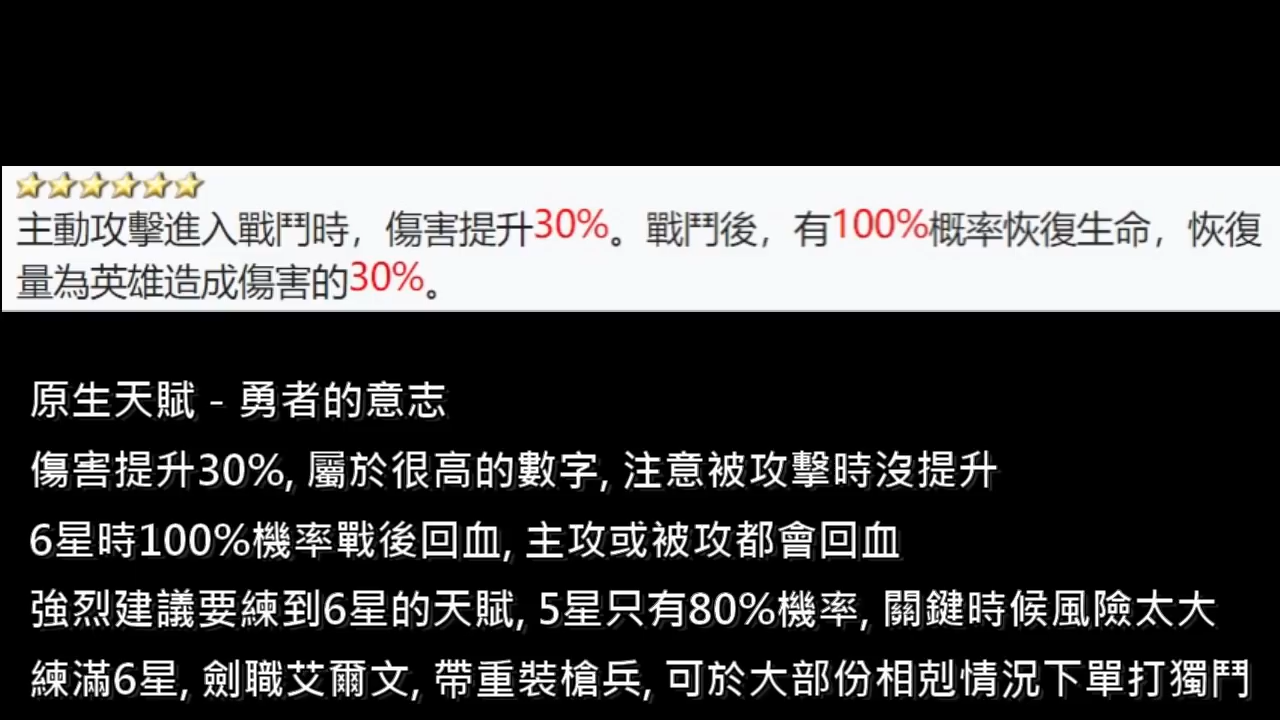 主動攻擊進入戰鬥時，傷害提升30%。戰鬥後，有100%概率恢復生命，恢復
量為英雄造成傷害的30%。
原生天賦 - 勇者的意志
傷害提升30%, 屬於很高的數字, 注意被攻擊時沒提升
6星時100%機率戰後回血, 主攻或被攻都會回血
強烈建議要練到6星的天賦, 5星只有80%機率, 關鍵時候風險太大
練滿6星, 劍職艾爾文, 帶重裝槍兵, 可於大部份相剋情況下單打獨鬥